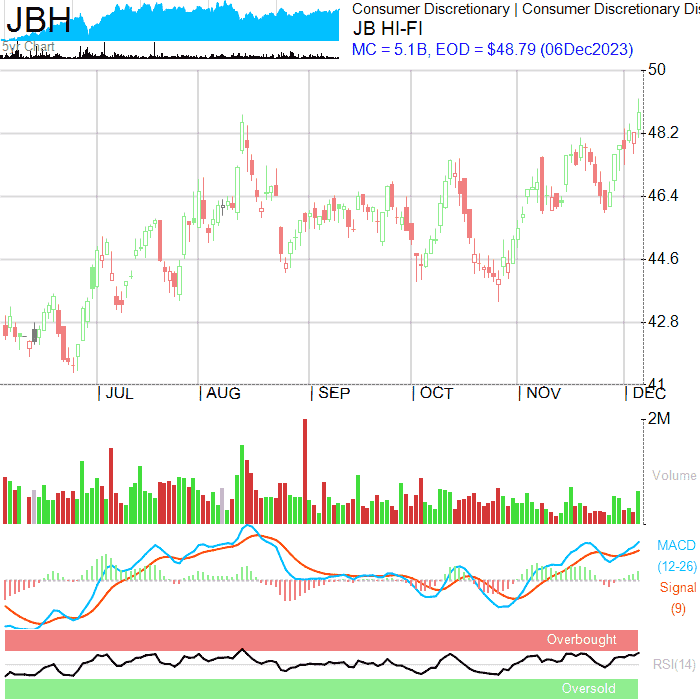 JBH
5yr Chart
Consumer Discretionary | Consumer Discretionary Dis
JB HI-FI
MC = 5.1B, EOD = $48.79 (06Dec2023)
50
48.2
46.4
44.6
42.8
41
| JUL | AUG | SEP | OCT | NOV | DEC
2M
Volume
MACD
(12-26)
Signal
(9)
Overbought
RSI(14)
Oversold